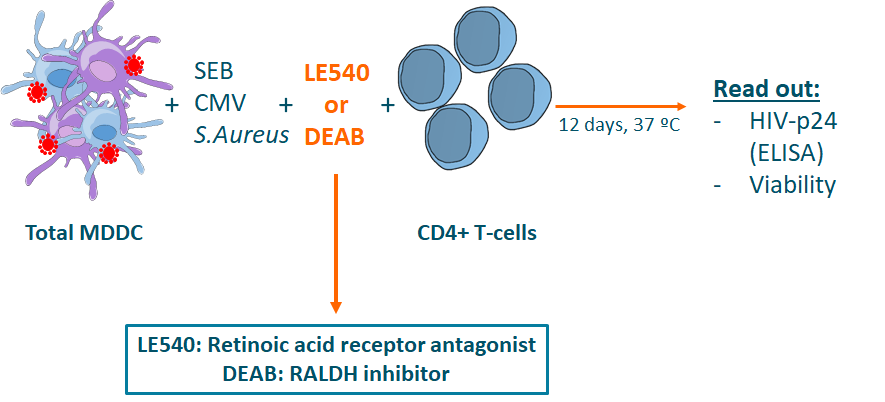 +
SEB
CMV
S.Aureus
+
LE540
or
DEAB
+
12 days, 37 ºC
Read out:
- HIV-p24
(ELISA)
- Viability
Total MDDC
CD4+ T-cells
LE540: Retinoic acid receptor antagonist
DEAB: RALDH inhibitor